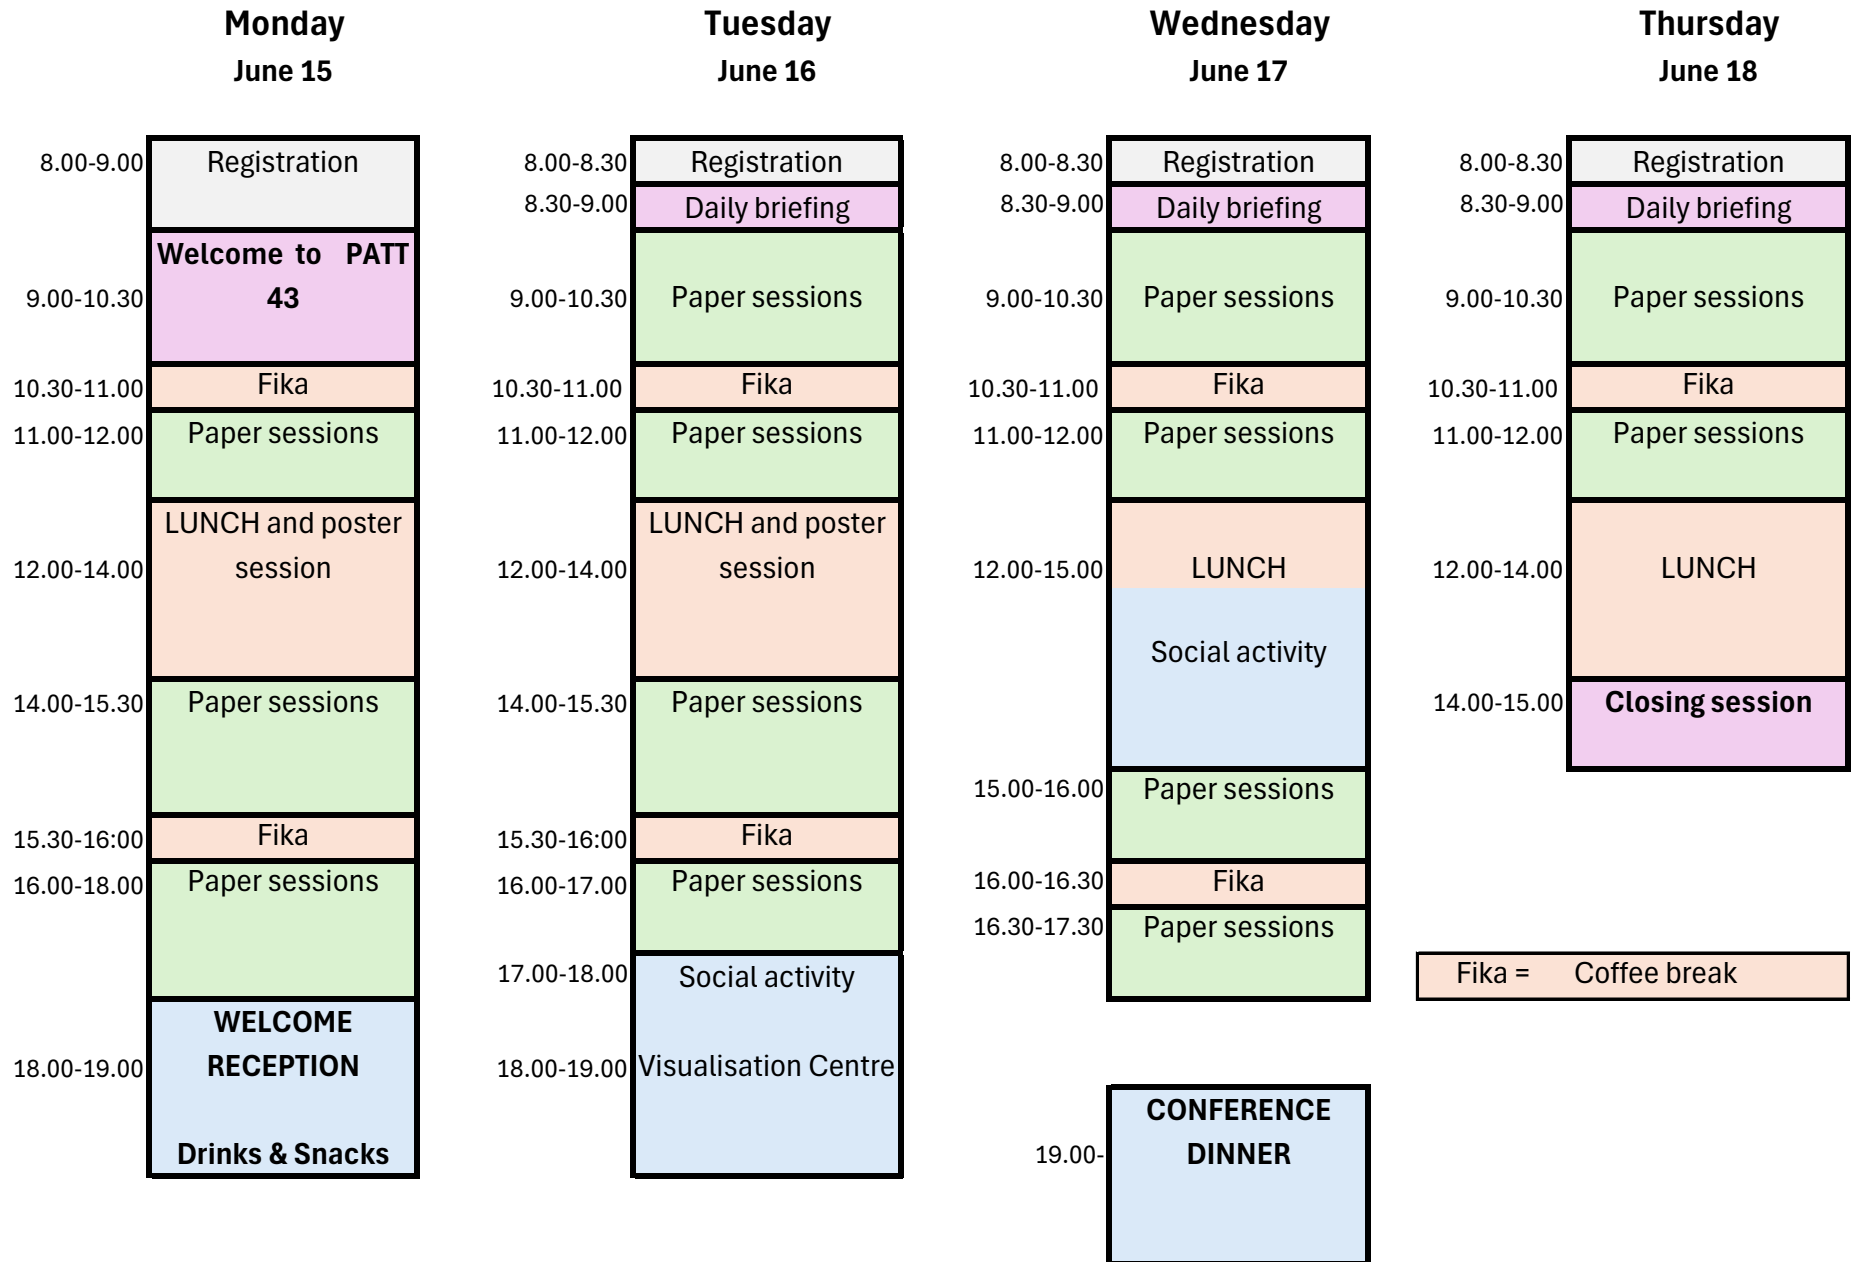 Monday
June 15
8.00-9.00 Registration
Welcome to PATT
9.00-10.30 43
10.30-11.00 Fika
11.00-12.00 Paper sessions
LUNCH and poster
12.00-14.00 session
14.00-15.30 Paper sessions
15.30-16:00 Fika
16.00-18.00 Paper sessions
WELCOME
18.00-19.00 RECEPTION
Drinks & Snacks
Tuesday
June 16
8.00-8.30 Registration
8.30-9.00 Daily briefing
9.00-10.30 Paper sessions
10.30-11.00 Fika
11.00-12.00 Paper sessions
LUNCH and poster
12.00-14.00 session
14.00-15.30 Paper sessions
15.30-16:00 Fika
16.00-17.00 Paper sessions
17.00-18.00 Social activity
18.00-19.00 Visualisation Centre
Wednesday
June 17
8.00-8.30 Registration
8.30-9.00 Daily briefing
9.00-10.30 Paper sessions
10.30-11.00 Fika
11.00-12.00 Paper sessions
12.00-15.00 LUNCH
Social activity
15.00-16.00 Paper sessions
16.00-16.30 Fika
16.30-17.30 Paper sessions
CONFERENCE
19.00- DINNER
Thursday
June 18
8.00-8.30 Registration
8.30-9.00 Daily briefing
9.00-10.30 Paper sessions
10.30-11.00 Fika
11.00-12.00 Paper sessions
12.00-14.00 LUNCH
14.00-15.00 Closing session
Fika = Coffee break